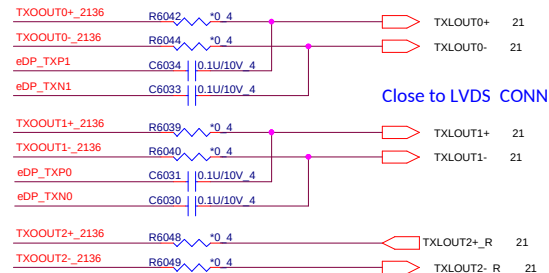 TXOOUT0+_2136 R6042 *0_4 TXLOUT0+ 21
TXOOUT0-_2136 R6044 *0_4 TXLOUT0- 21
eDP_TXP1 C6034 0.1U/10V_4
eDP_TXN1 C6033 0.1U/10V_4
Close to LVDS CONN
TXOOUT1+_2136 R6039 *0_4 TXLOUT1+ 21
TXOOUT1-_2136 R6040 *0_4 TXLOUT1- 21
eDP_TXP0 C6031 0.1U/10V_4
eDP_TXN0 C6030 0.1U/10V_4
TXOOUT2+_2136 R6048 *0_4 TXLOUT2+_R 21
TXOOUT2-_2136 R6049 *0_4 TXLOUT2-_R 21